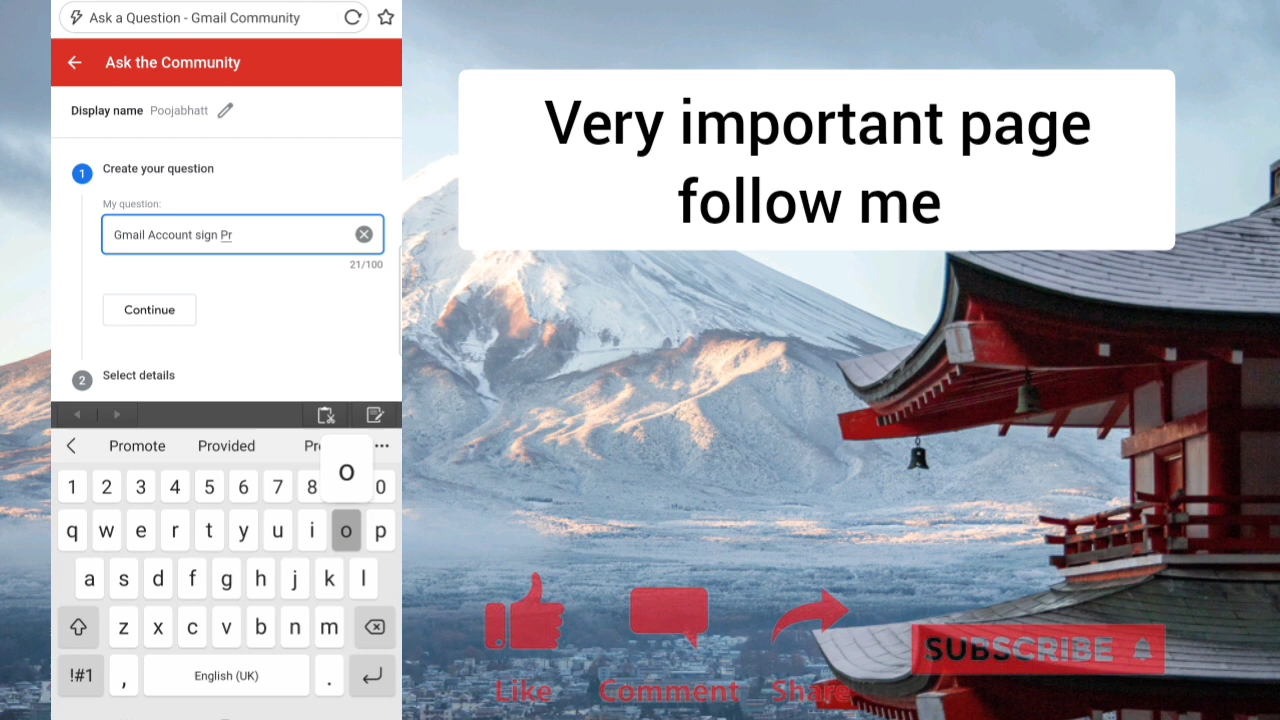 Ask a Question - Gmail Community
Ask the Community
Display name Poojabhatt
1 Create your question
My question:
Gmail Account sign Pr
21/100
Continue
2 Select details
Promote Provided
o
1 2 3 4 5 6 7 8 0
q w e r t y u i o p
a s d f g h j k l
z x c v b n m
!#1 , English (UK) .
Very important page
follow me
Like Comment Share
SUBSCRIBE